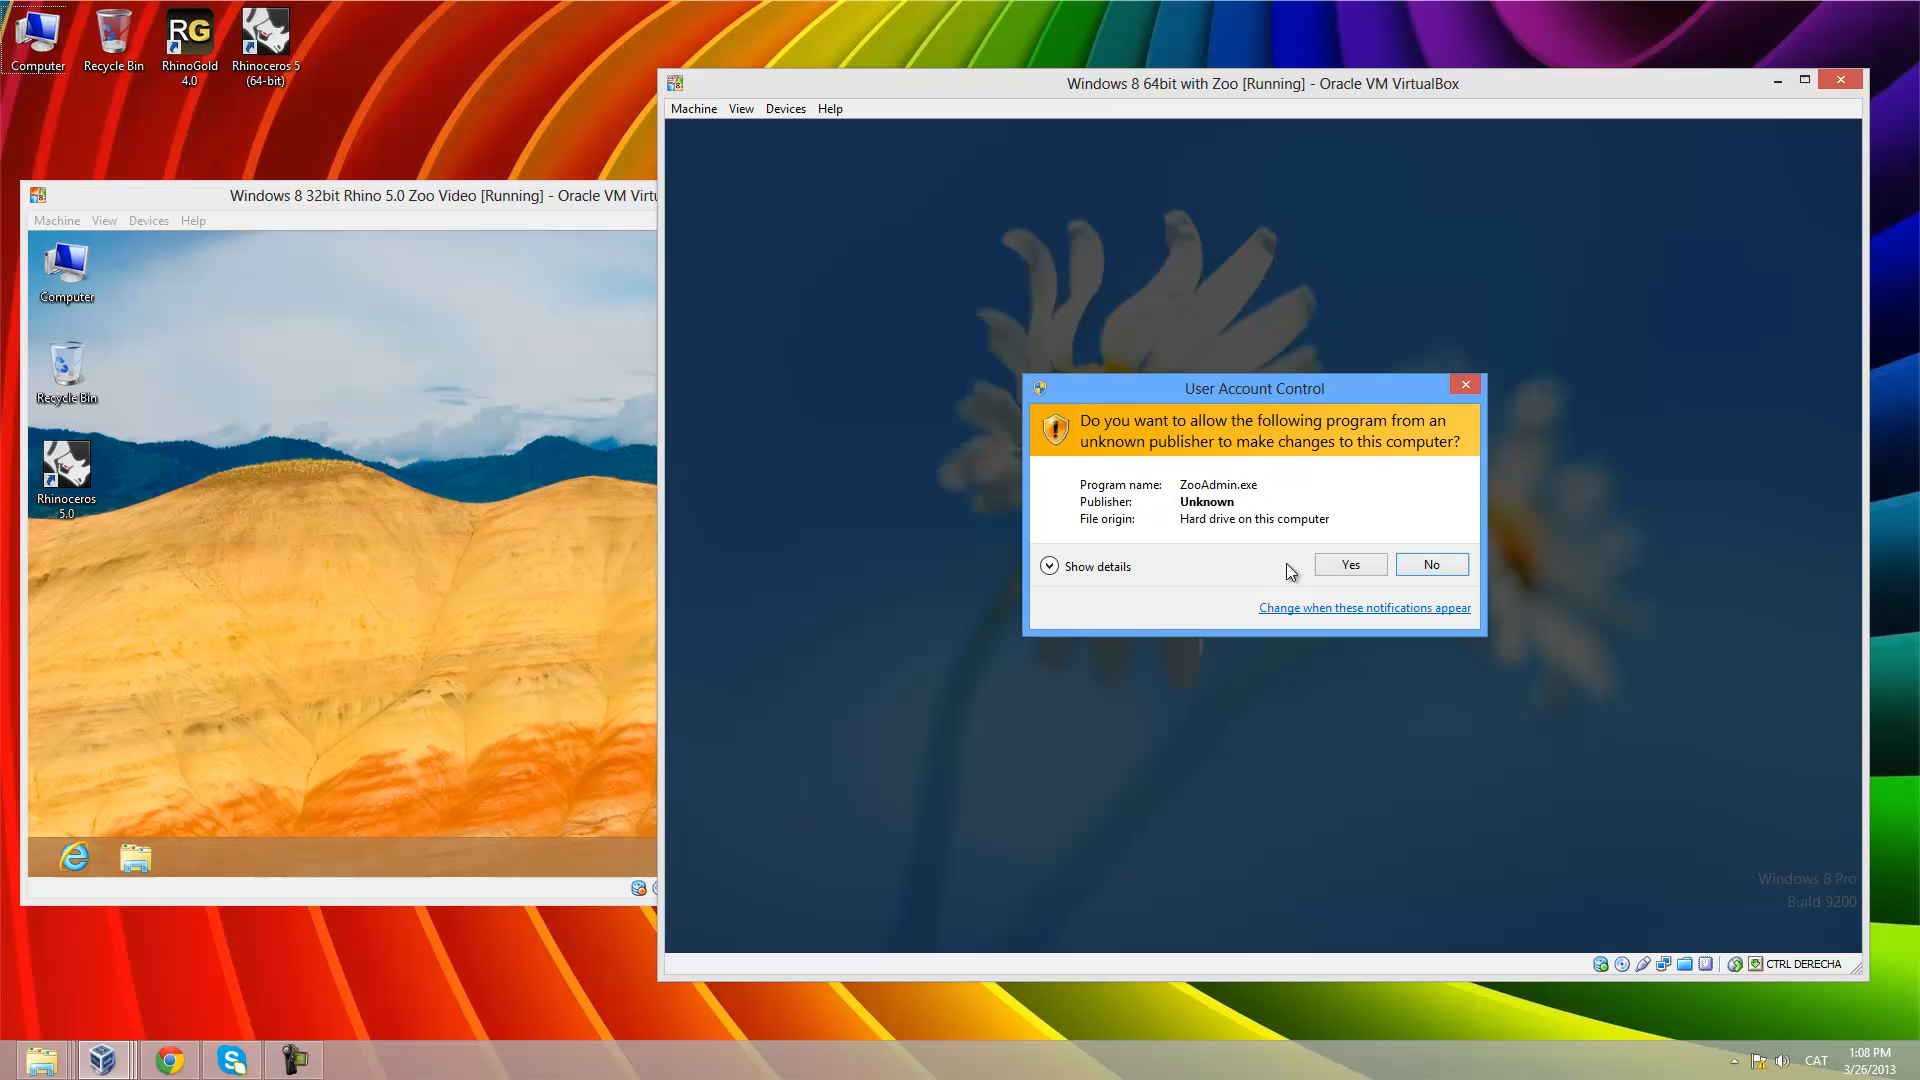 Computer
Recycle Bin
RhinoGold
4.0
Rhinoceros 5
(64-bit)
Windows 8 32bit Rhino 5.0 Zoo Video [Running] - Oracle VM Virtu
Machine View Devices Help
Computer
Recycle Bin
Rhinoceros
5.0
Windows 8 64bit with Zoo [Running] - Oracle VM VirtualBox
Machine View Devices Help
User Account Control
Do you want to allow the following program from an
unknown publisher to make changes to this computer?
Program name: ZooAdmin.exe
Publisher: Unknown
File origin: Hard drive on this computer
Show details
Yes
No
Change when these notifications appear
Windows 8 Pro
Build 9200
CTRL DERECHA
CAT
1:08 PM
3/26/2013